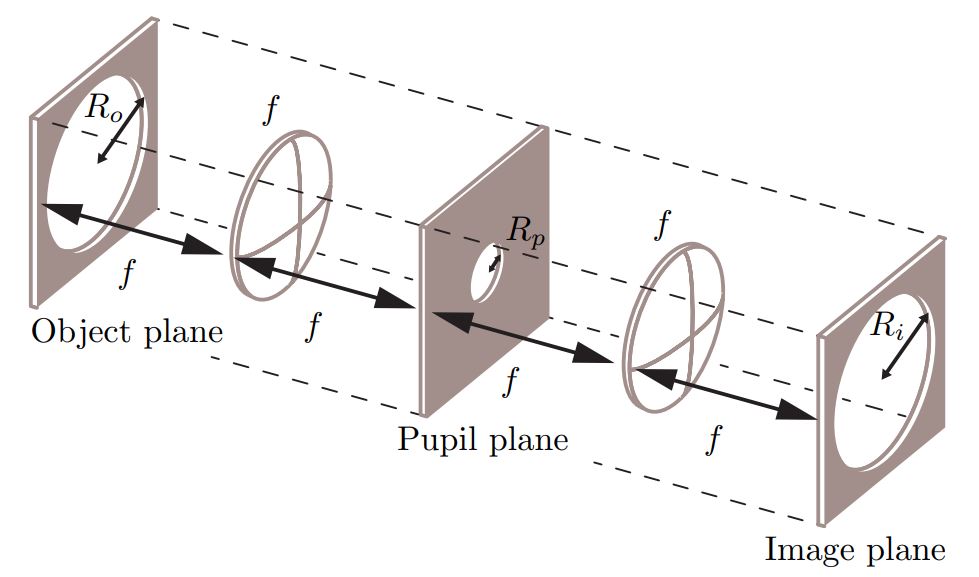 R_o
f
f
Object plane
f
R_p
f
Pupil plane
f
R_i
f
Image plane